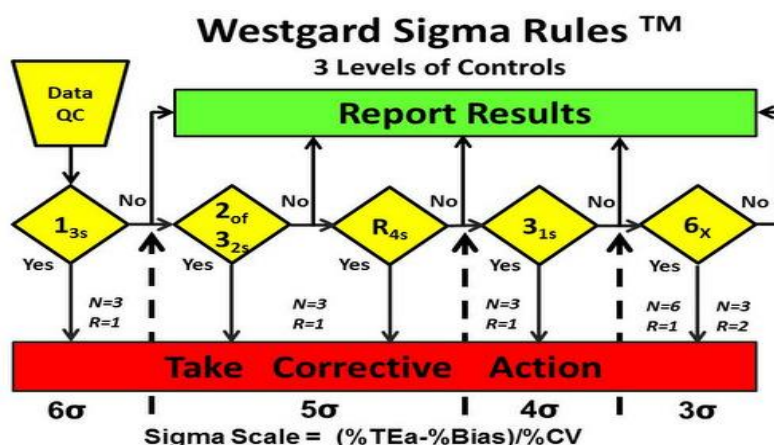 Westgard Sigma Rules ™
3 Levels of Controls
Data
QC
Report Results
No
No
No
No
No
1₃ₛ
2of
3₂ₛ
R₄ₛ
3₁ₛ
6ₓ
Yes
Yes
Yes
Yes
Yes
N=3
R=1
N=3
R=1
N=3
R=1
N=6
R=1
N=3
R=2
Take Corrective Action
6σ
5σ
4σ
3σ
Sigma Scale = (%TEa-%Bias)/%CV